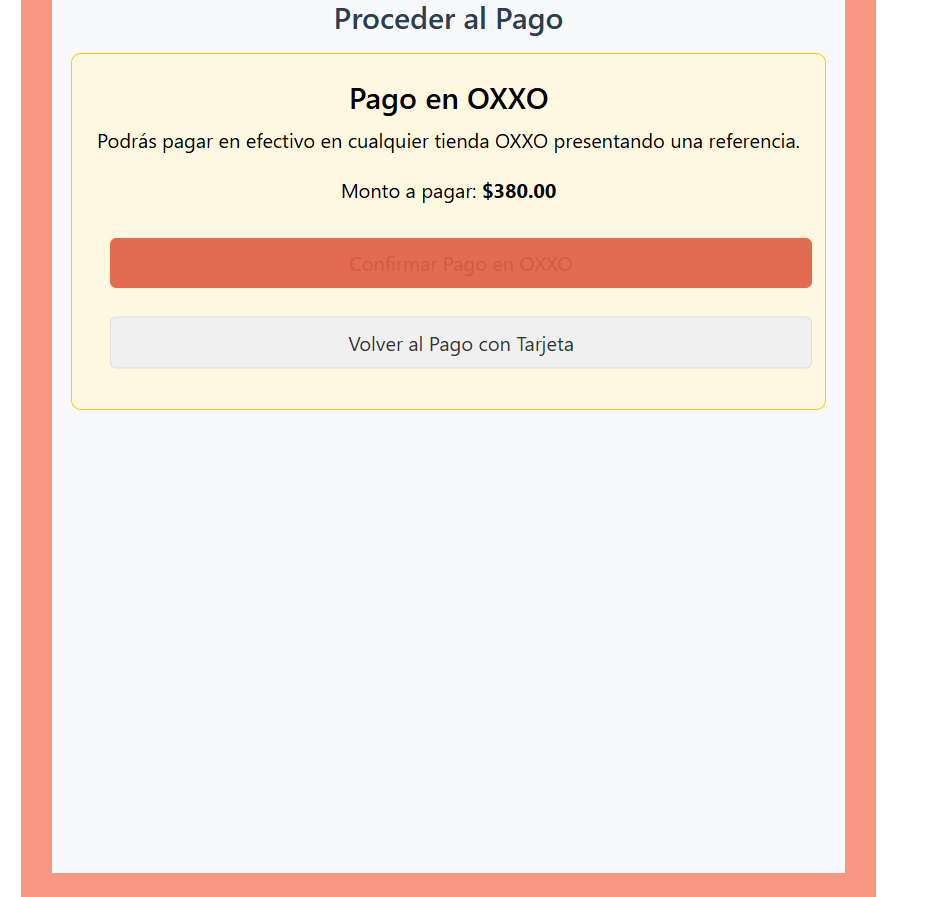 Proceder al Pago
Pago en OXXO
Podrás pagar en efectivo en cualquier tienda OXXO presentando una referencia.
Monto a pagar: $380.00
Confirmar Pago en OXXO
Volver al Pago con Tarjeta